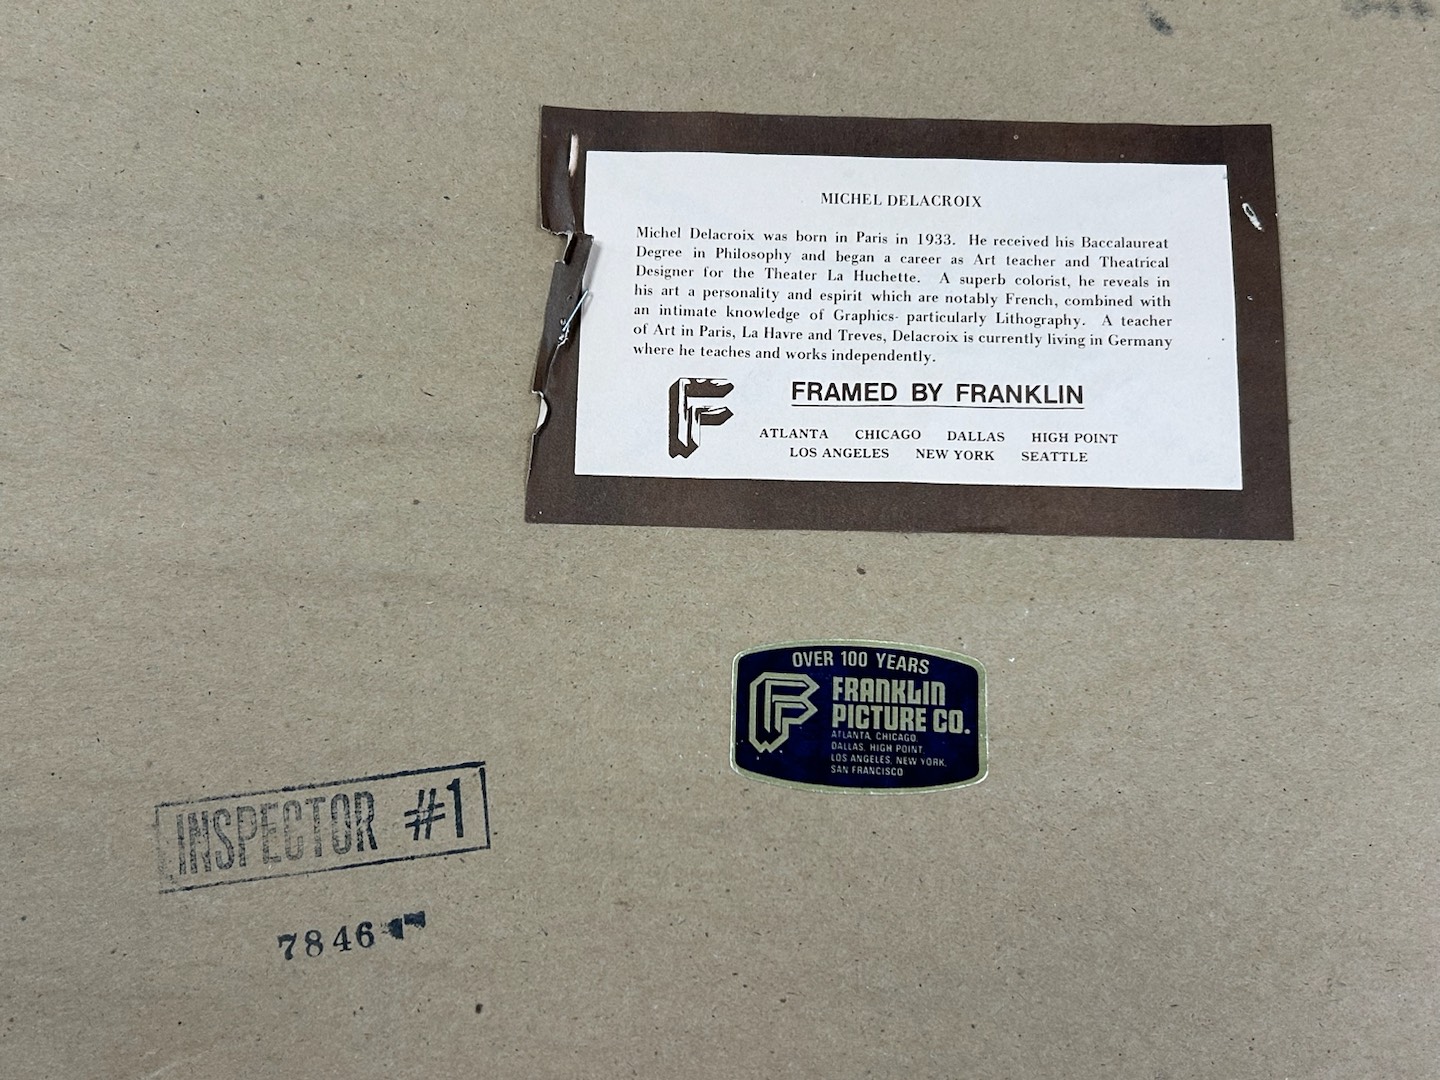 MICHEL DELACROIX
Michel Delacroix was born in Paris in 1933. He received his Baccalaureat
Degree in Philosophy and began a career as Art teacher and Theatrical
Designer for the Theater La Huchette. A superb colorist, he reveals in
his art a personality and espirit which are notably French, combined with
an intimate knowledge of Graphics- particularly Lithography. A teacher
of Art in Paris, La Havre and Treves, Delacroix is currently living in Germany
where he teaches and works independently.
F FRAMED BY FRANKLIN
ATLANTA CHICAGO DALLAS HIGH POINT
LOS ANGELES NEW YORK SEATTLE
OVER 100 YEARS
F FRANKLIN
PICTURE CO.
ATLANTA, CHICAGO,
DALLAS, HIGH POINT,
LOS ANGELES, NEW YORK,
SAN FRANCISCO
INSPECTOR #1
7846